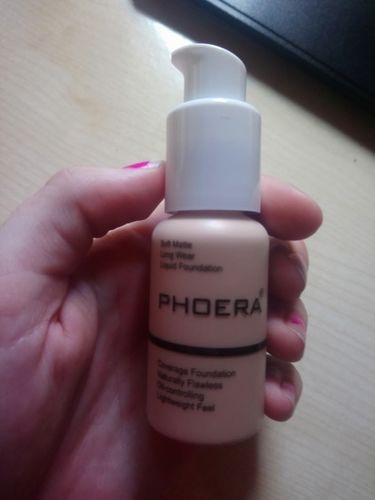 Soft Matte
Long Wear
Liquid Foundation
PHOERA®
Coverage Foundation
Naturally Flawless
Oil-controlling
Lightweight Feel